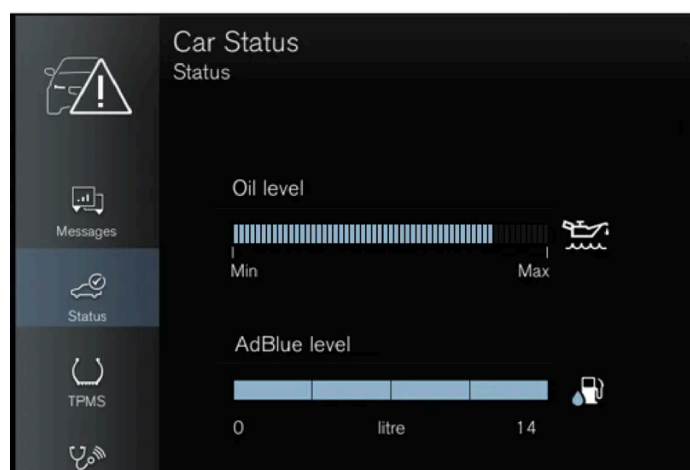 Car Status
Status
Messages
Status
TPMS
Oil level
Min Max
AdBlue level
0 litre 14